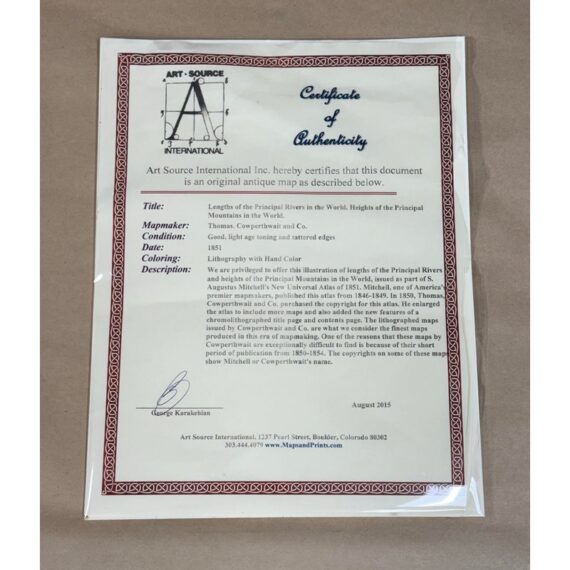 ART · SOURCE
A
INTERNATIONAL
Certificate
of
Authenticity
Art Source International Inc. hereby certifies that this document
is an original antique map as described below.
Title: Lengths of the Principal Rivers in the World. Heights of the Principal
Mountains in the World.
Mapmaker: Thomas, Cowperthwait and Co.
Condition: Good, light age toning and tattored edges
Date: 1851
Coloring: Lithography with Hand Color
Description: We are privileged to offer this illustration of lengths of the Principal Rivers
and heights of the Principal Mountains in the World, issued as part of S.
Augustus Mitchell's New Universal Atlas of 1851. Mitchell, one of America's
premier mapmakers, published this atlas from 1846-1849. In 1850, Thomas,
Cowperthwait and Co. purchased the copyright for this atlas. He enlarged
the atlas to include more maps and also added the new features of a
chromolithographed title page and contents page. The lithographed maps
issued by Cowperthwait and Co. are what we consider the finest maps
produced in this era of mapmaking. One of the reasons that these maps by
Cowperthwait are exceptionally difficult to find is because of their short
period of publication from 1850-1854. The copyrights on some of these maps
show Mitchell or Cowperthwait's name.
George Karakehian
August 2015
Art Source International, 1237 Pearl Street, Boulder, Colorado 80302
303.444.4079 www.MapsandPrints.com